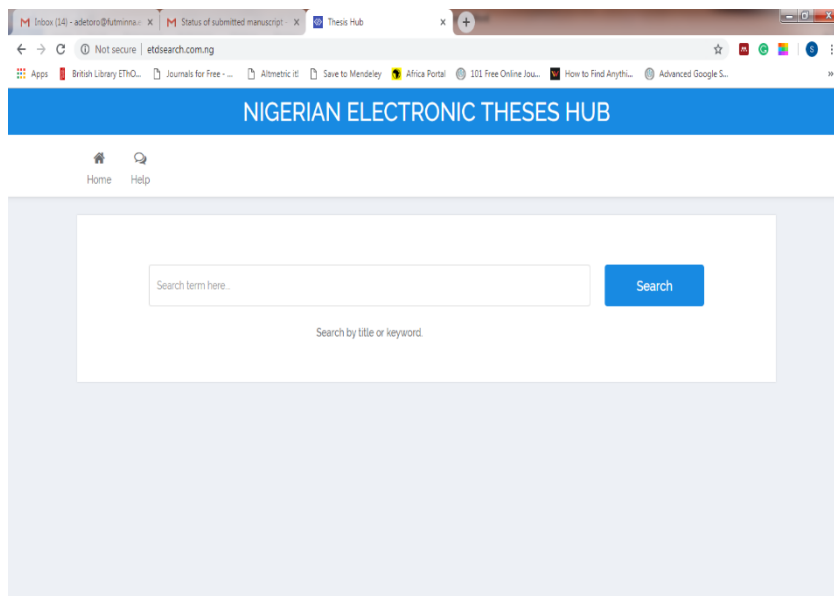 Inbox (14) - adetoro@futminna.e X
Status of submitted manuscript - X
Thesis Hub X
Not secure | etdsearch.com.ng
Apps British Library EThO... Journals for Free - ... Altmetric it! Save to Mendeley Africa Portal 101 Free Online Jou... How to Find Anythi... Advanced Google S... »
NIGERIAN ELECTRONIC THESES HUB
Home Help
Search term here.. Search
Search by title or keyword.